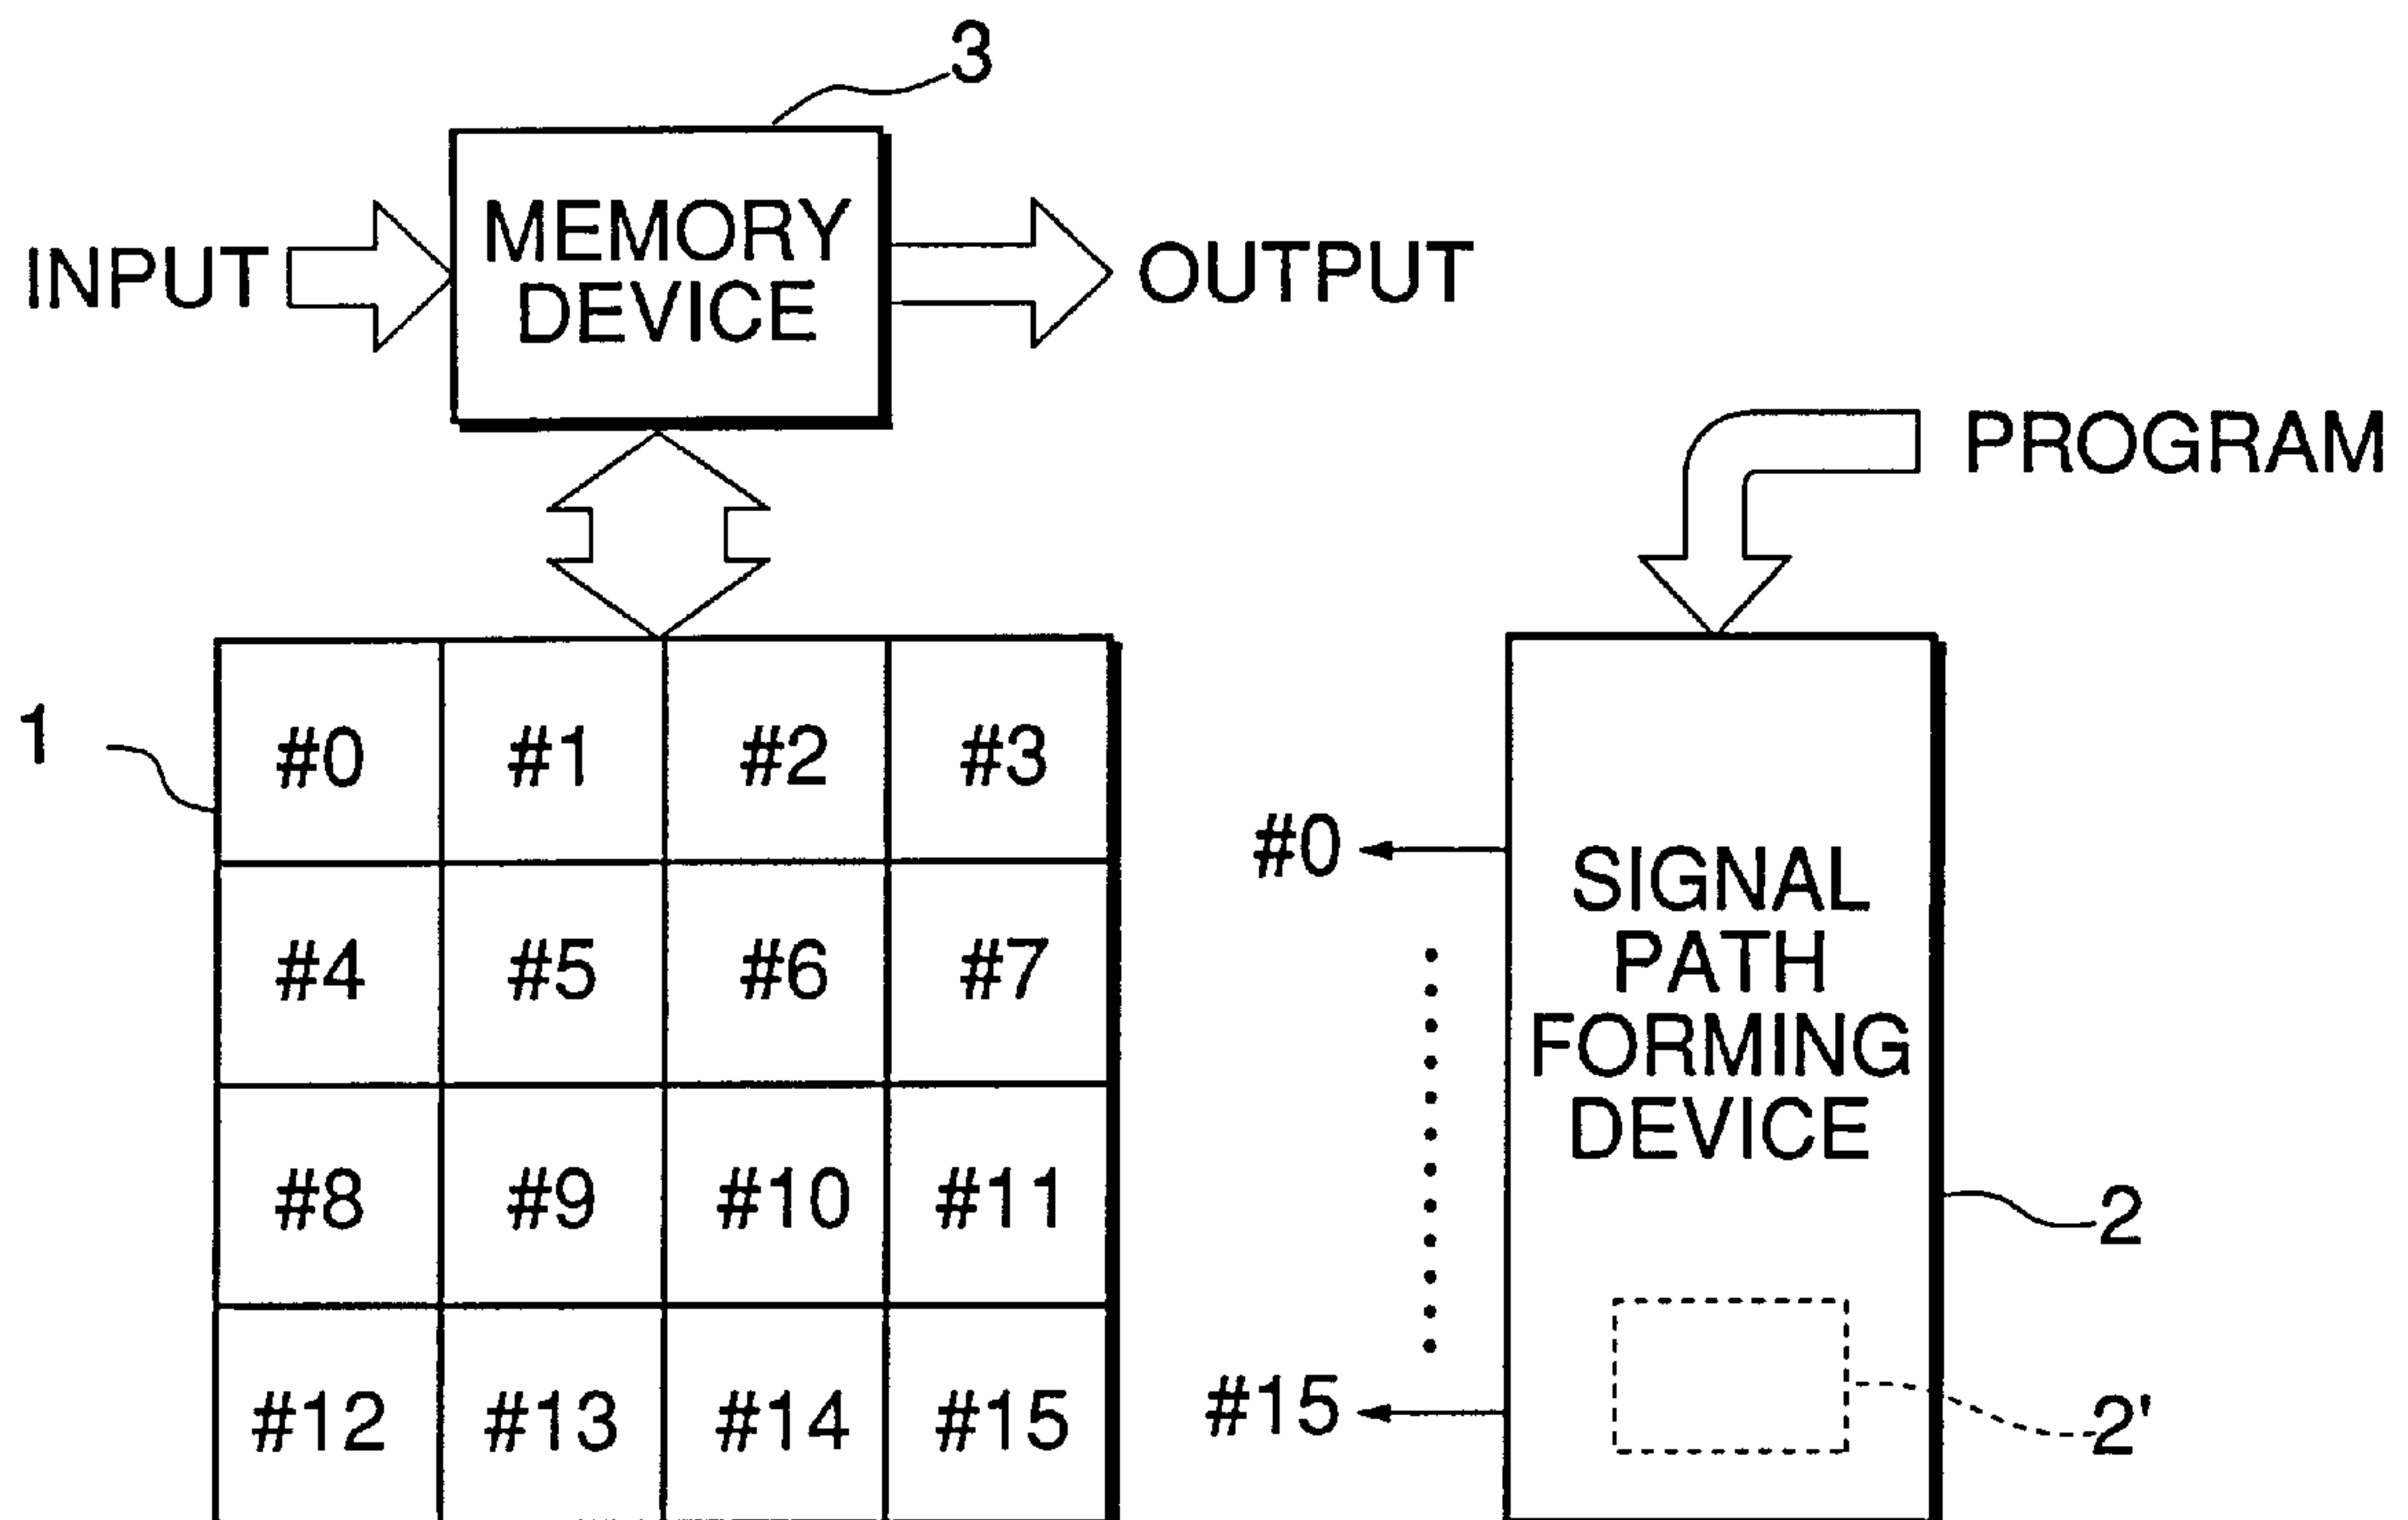 3
INPUT
MEMORY
DEVICE
OUTPUT
PROGRAM
1
#0 #1 #2 #3
#4 #5 #6 #7
#8 #9 #10 #11
#12 #13 #14 #15
#0
#15
SIGNAL
PATH
FORMING
DEVICE
2
2'